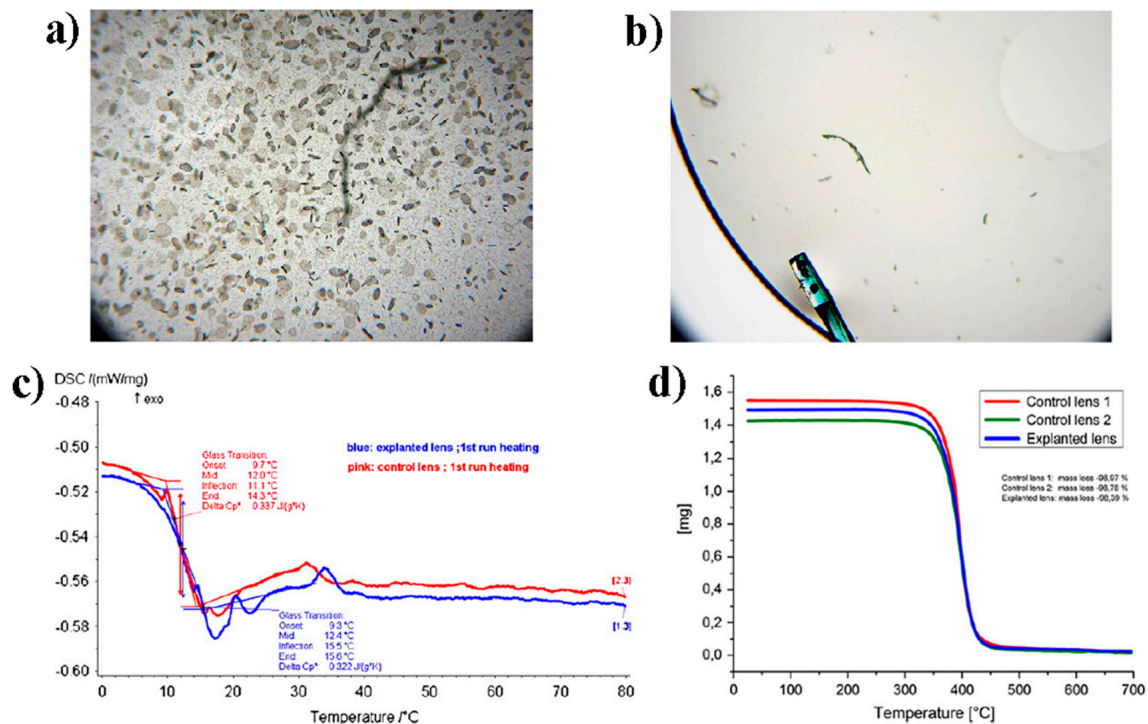 a)
b)
c)
DSC /(mW/mg)
↑ exo
-0.48
-0.50
-0.52
-0.54
-0.56
-0.58
-0.60
blue: explanted lens ;1st run heating
pink: control lens ; 1st run heating
Glass Transition:
Onset: 9.7 °C
Mid: 12.0 °C
Inflection: 11.1 °C
End: 14.3 °C
Delta Cp*: 0.337 J/(g*K)
Glass Transition:
Onset: 9.3 °C
Mid: 12.4 °C
Inflection: 15.5 °C
End: 15.6 °C
Delta Cp*: 0.322 J/(g*K)
[2.3]
[1.3]
0 10 20 30 40 50 60 70 80
Temperature /°C
d)
1,6
1,4
1,2
1,0
0,8
0,6
0,4
0,2
0,0
[mg]
Control lens 1
Control lens 2
Explanted lens
Control lens 1: mass loss -98,97 %
Control lens 2: mass loss -98,78 %
Explanted lens: mass loss -98,39 %
0 100 200 300 400 500 600 700
Temperature [°C]